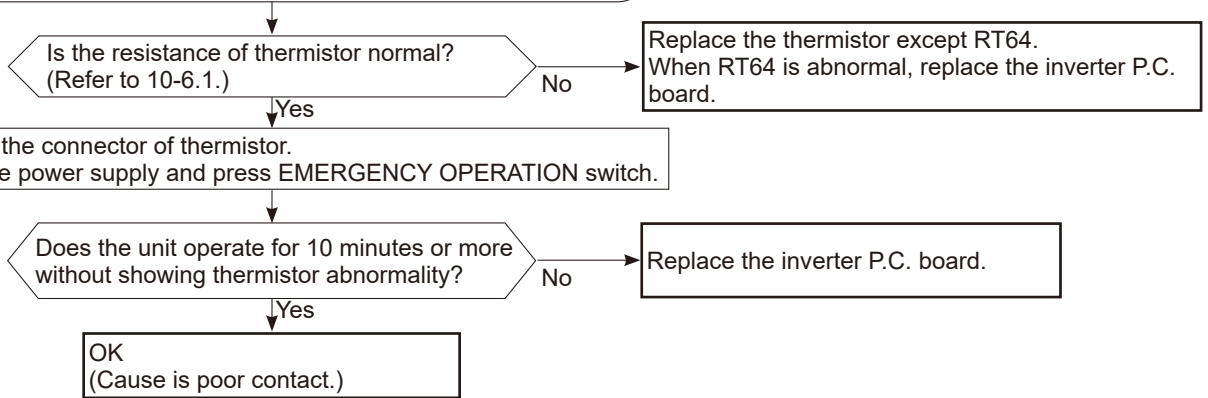 Is the resistance of thermistor normal?
(Refer to 10-6.1.)
No
Replace the thermistor except RT64.
When RT64 is abnormal, replace the inverter P.C.
board.
Yes
the connector of thermistor.
e power supply and press EMERGENCY OPERATION switch.
Does the unit operate for 10 minutes or more
without showing thermistor abnormality?
No
Replace the inverter P.C. board.
Yes
OK
(Cause is poor contact.)